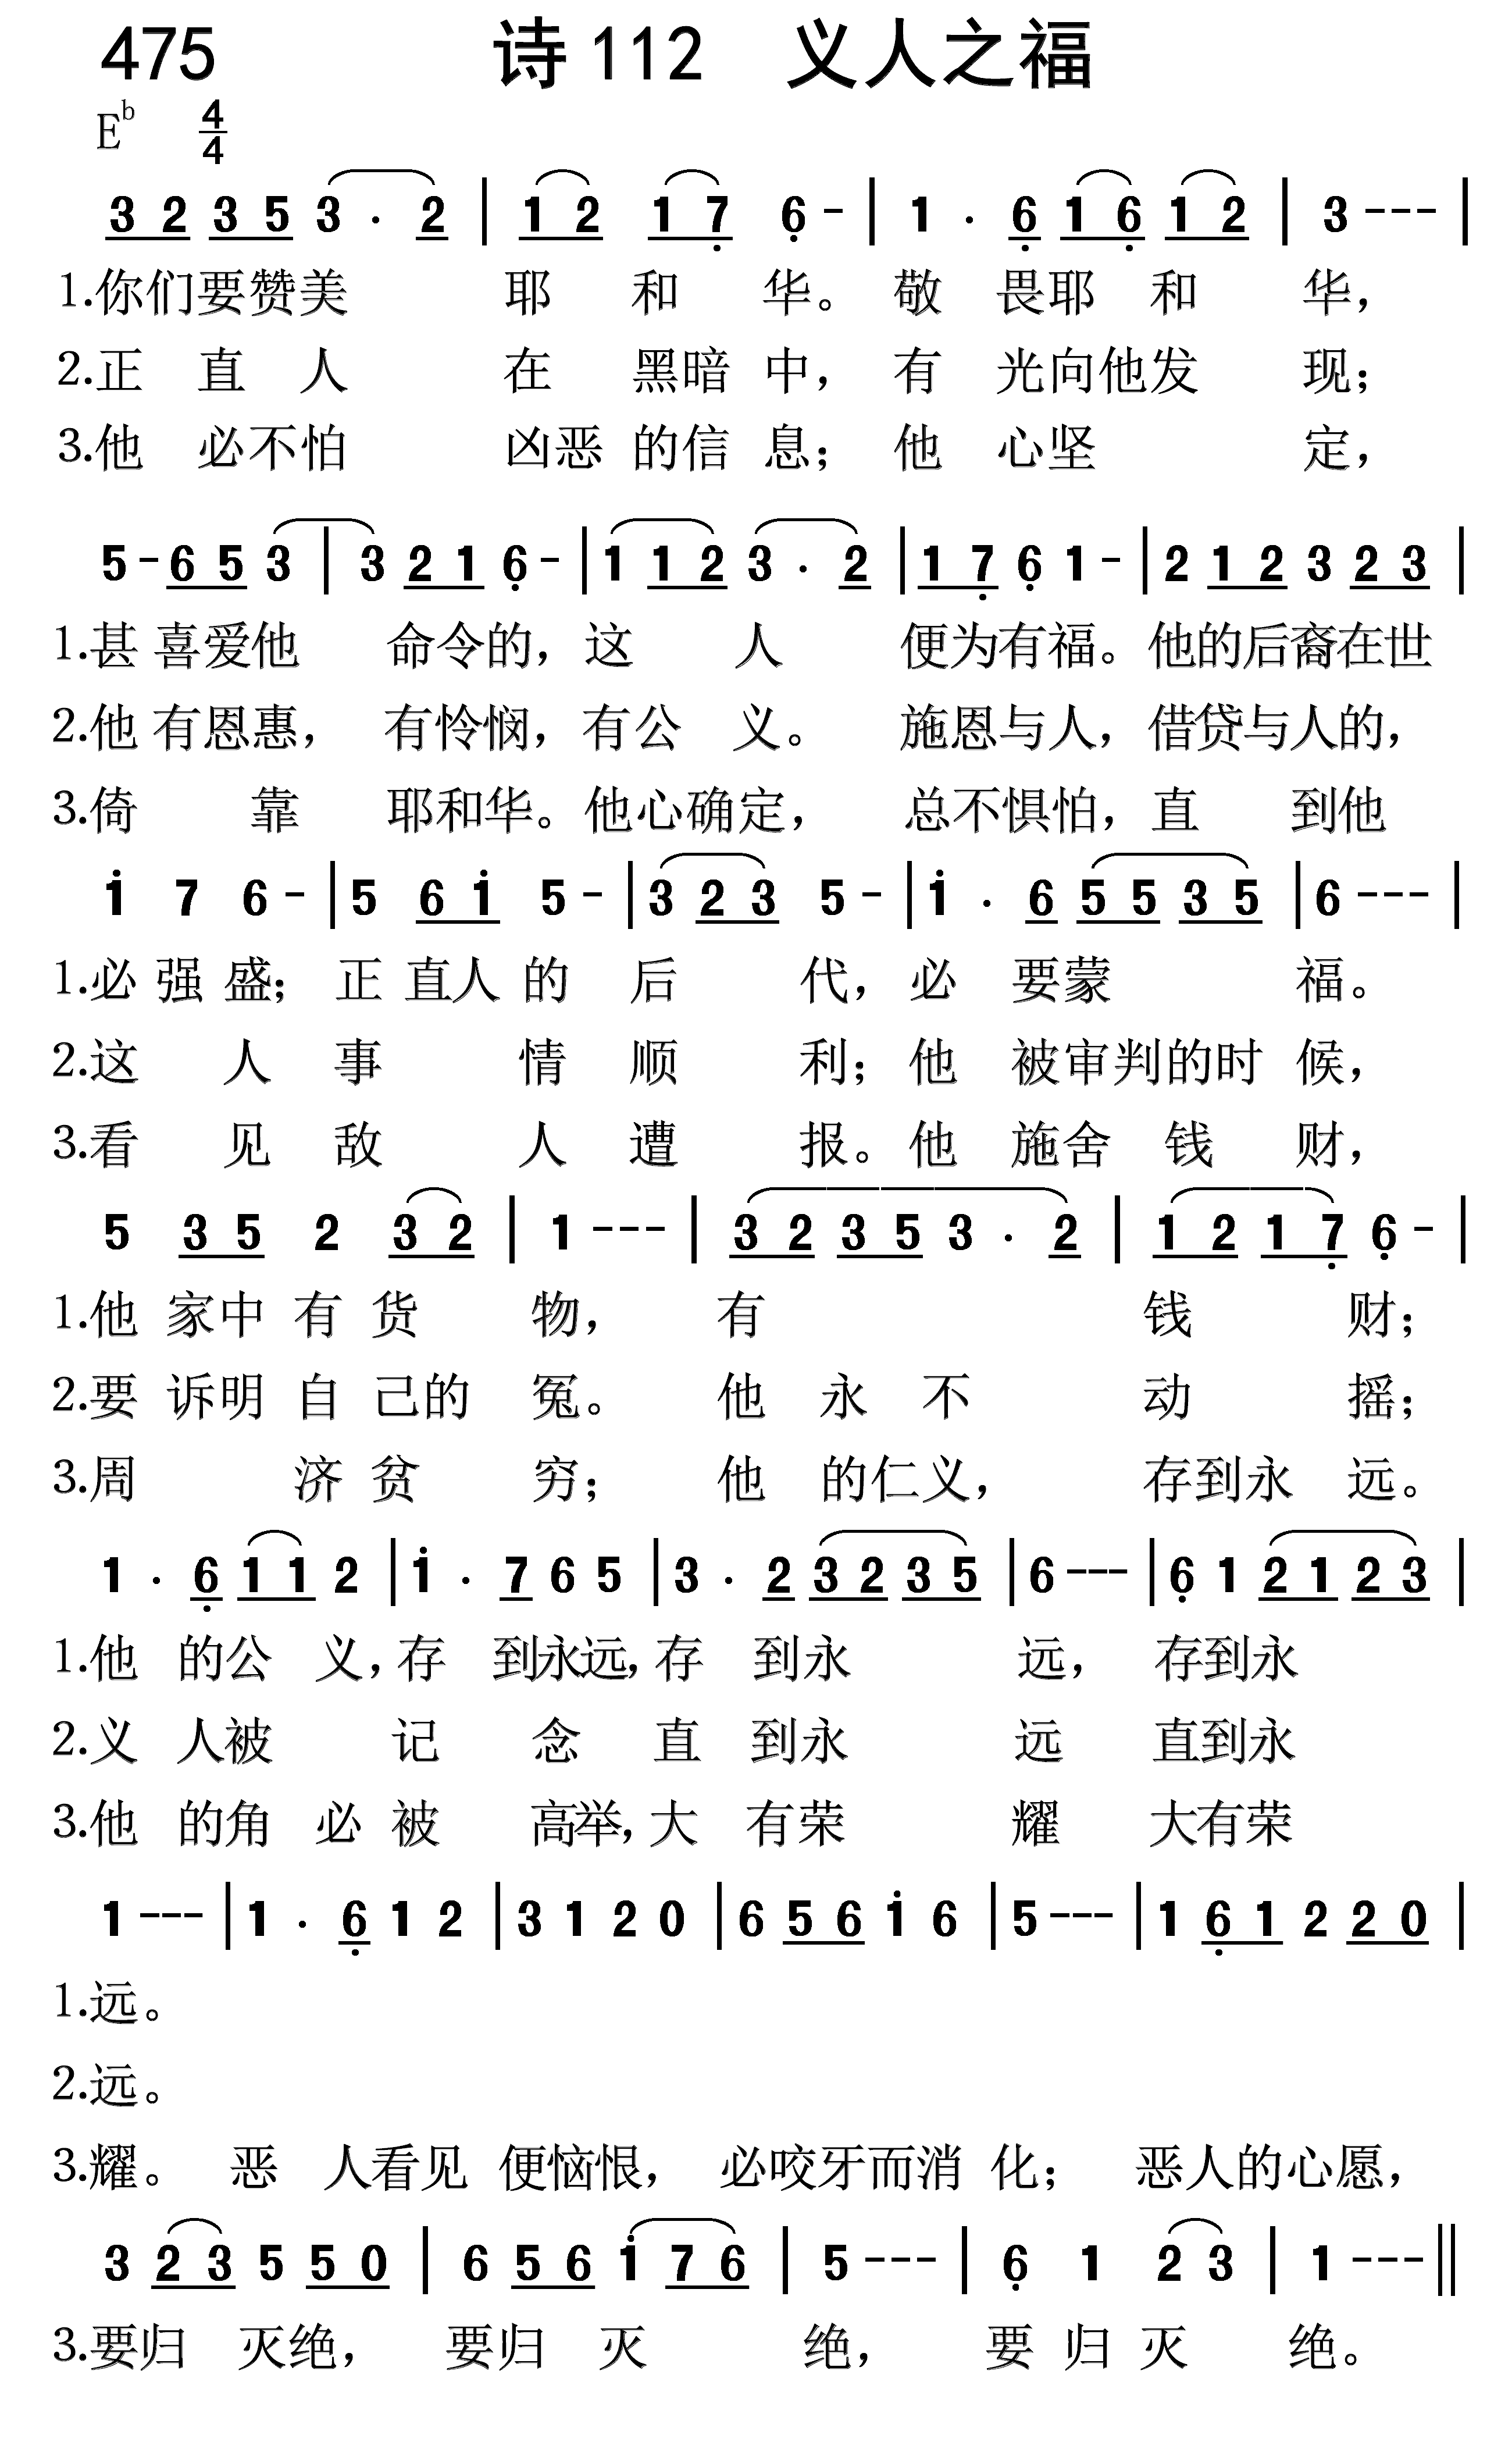 475 诗112 义人之福
E♭ 4/4
3 2 3 5 3 · 2 | 1 2 1 7̣ 6̣ - | 1 · 6̣ 1 6̣ 1 2 | 3 - - - |
1.你们要赞美 耶 和 华。 敬 畏耶 和 华，
2.正 直 人 在 黑暗 中， 有 光向他发 现；
3.他 必不怕 凶恶 的信 息； 他 心坚 定，
5 - 6 5 3 | 3 2 1 6̣ - | 1 1 2 3 · 2 | 1 7̣ 6̣ 1 - | 2 1 2 3 2 3 |
1.甚 喜爱他 命令的，这 人 便为有福。他的后裔在世
2.他 有恩惠， 有怜悯，有公 义。 施恩与人，借贷与人的，
3.倚 靠 耶和华。他心确定， 总不惧怕，直 到他
1̇ 7 6 - | 5 6 1̇ 5 - | 3 2 3 5 - | 1̇ · 6 5 5 3 5 | 6 - - - |
1.必 强 盛； 正 直人 的 后 代，必 要蒙 福。
2.这 人 事 情 顺 利；他 被审判的时 候，
3.看 见 敌 人 遭 报。他 施舍 钱 财，
5 3 5 2 3 2 | 1 - - - | 3 2 3 5 3 · 2 | 1 2 1 7̣ 6̣ - |
1.他 家中 有 货 物， 有 钱 财；
2.要 诉明 自 己的 冤。 他 永 不 动 摇；
3.周 济 贫 穷； 他 的仁义， 存到永 远。
1 · 6̣ 1 1 2 | 1̇ · 7 6 5 | 3 · 2 3 2 3 5 | 6 - - - | 6̣ 1 2 1 2 3 |
1.他 的公 义，存 到永远，存 到永 远， 存到永
2.义 人被 记 念 直 到永 远 直到永
3.他 的角 必 被 高举，大 有荣 耀 大有荣
1 - - - | 1 · 6̣ 1 2 | 3 1 2 0 | 6 5 6 1̇ 6 | 5 - - - | 1 6̣ 1 2 2 0 |
1.远。
2.远。
3.耀。 恶 人看见 便恼恨， 必咬牙而消 化； 恶人的心愿，
3 2 3 5 5 0 | 6 5 6 1̇ 7 6 | 5 - - - | 6̣ 1 2 3 | 1 - - - ||
3.要归 灭绝， 要归 灭 绝， 要 归 灭 绝。